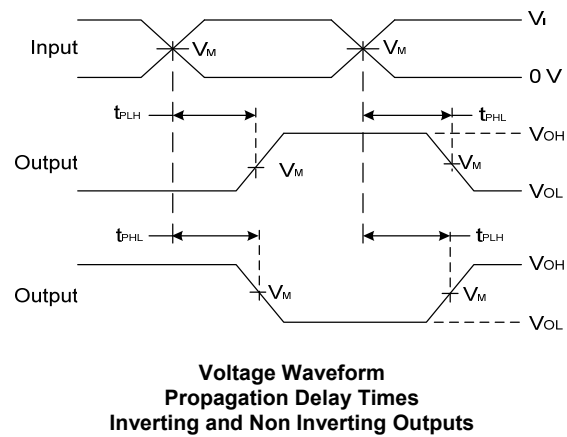 Input
VM
VM
VI
0 V
tPLH
tPHL
VOH
Output
VM
VM
VOL
tPHL
tPLH
VOH
Output
VM
VM
VOL
Voltage Waveform
Propagation Delay Times
Inverting and Non Inverting Outputs